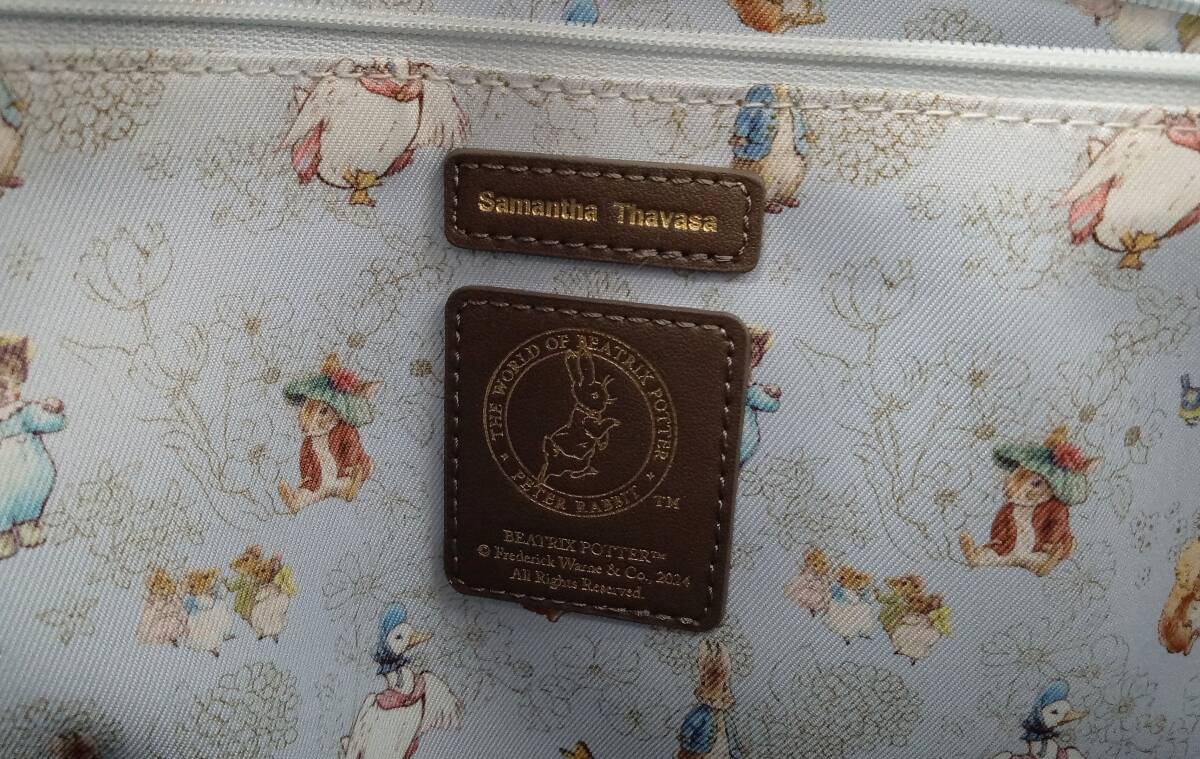 Samantha Thavasa
THE WORLD OF BEATRIX POTTER
PETER RABBIT
TM
BEATRIX POTTER™
© Frederick Warne & Co., 2024
All Rights Reserved.